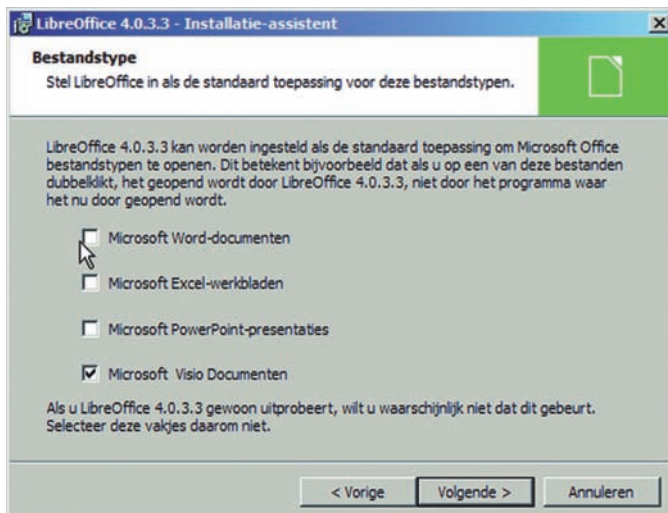 LibreOffice 4.0.3.3 - Installatie-assistent
Bestandstype
Stel LibreOffice in als de standaard toepassing voor deze bestandstypen.
LibreOffice 4.0.3.3 kan worden ingesteld als de standaard toepassing om Microsoft Office
bestandstypen te openen. Dit betekent bijvoorbeeld dat als u op een van deze bestanden
dubbelklikt, het geopend wordt door LibreOffice 4.0.3.3, niet door het programma waar
het nu door geopend wordt.
Microsoft Word-documenten
Microsoft Excel-werkbladen
Microsoft PowerPoint-presentaties
Microsoft Visio Documenten
Als u LibreOffice 4.0.3.3 gewoon uitprobeert, wilt u waarschijnlijk niet dat dit gebeurt.
Selecteer deze vakjes daarom niet.
< Vorige Volgende > Annuleren